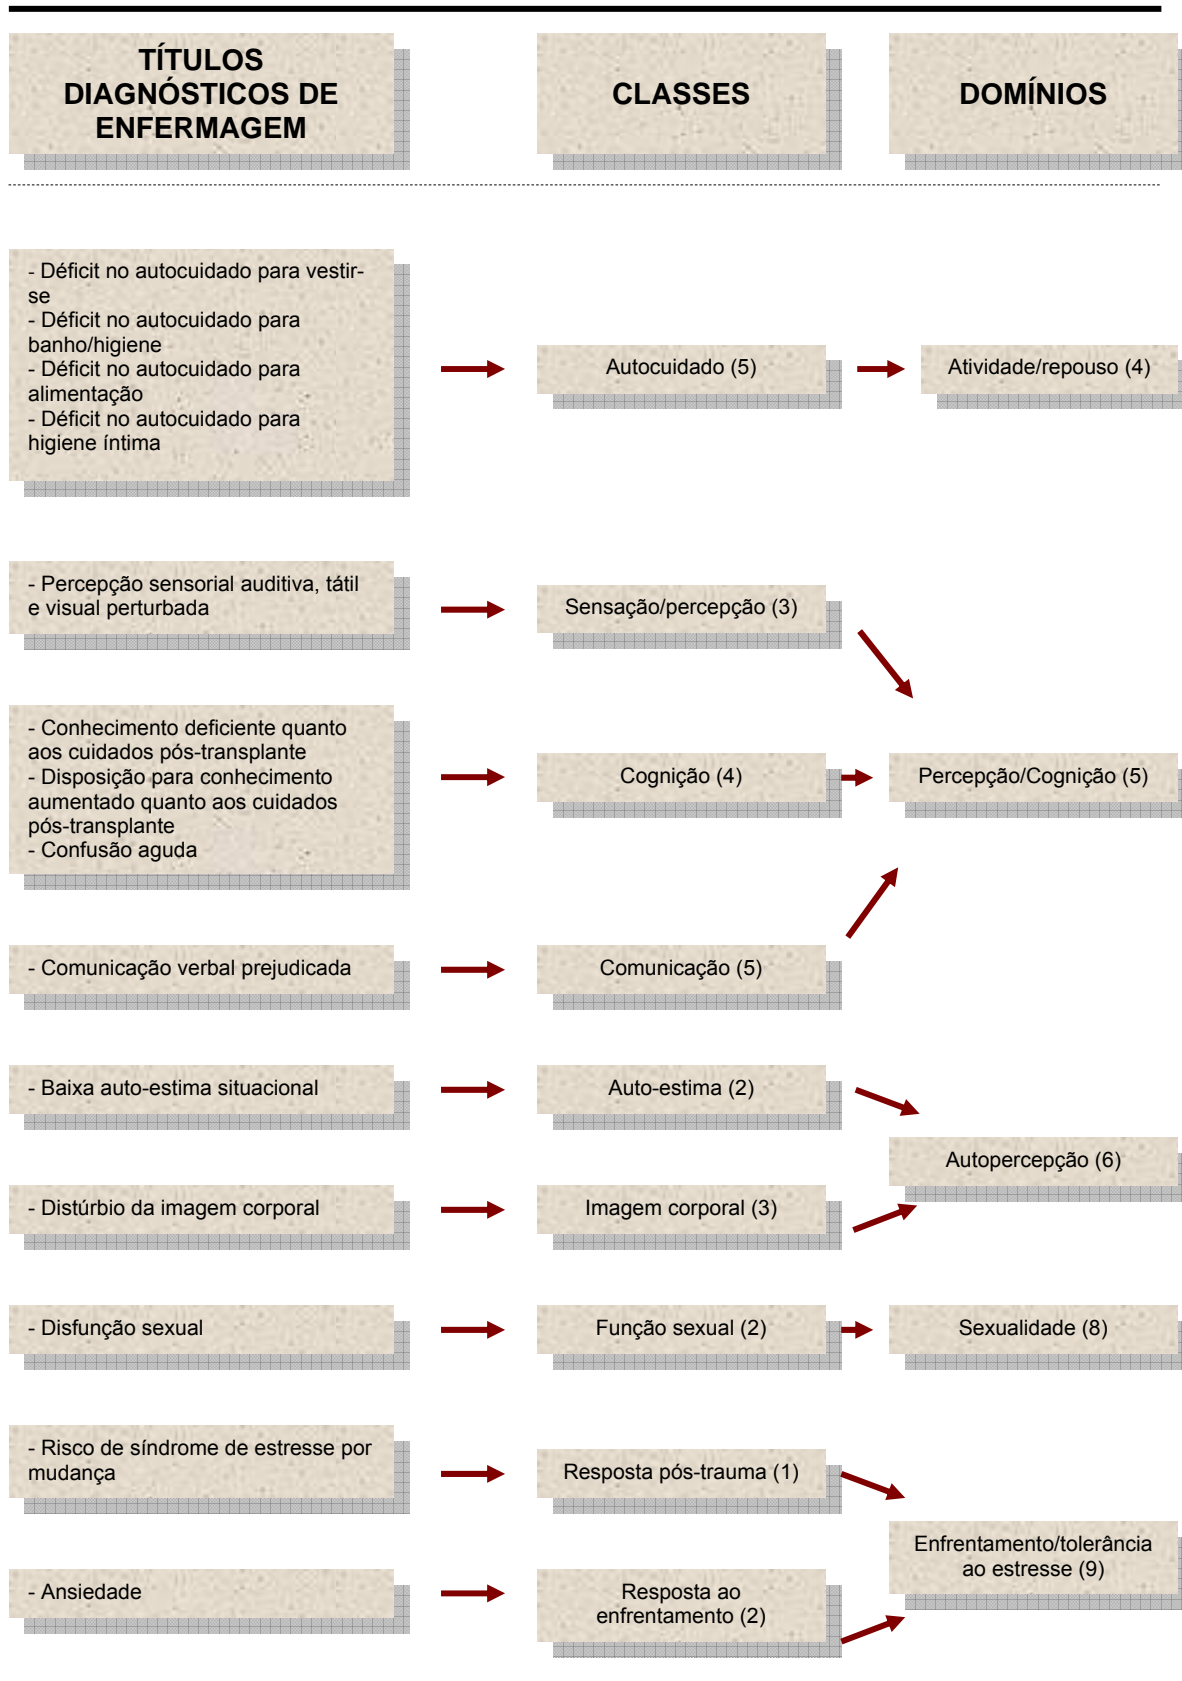 TÍTULOS
DIAGNÓSTICOS DE
ENFERMAGEM
CLASSES
DOMÍNIOS
- Déficit no autocuidado para vestir-
se
- Déficit no autocuidado para
banho/higiene
- Déficit no autocuidado para
alimentação
- Déficit no autocuidado para
higiene íntima
Autocuidado (5)
Atividade/repouso (4)
- Percepção sensorial auditiva, tátil
e visual perturbada
Sensação/percepção (3)
- Conhecimento deficiente quanto
aos cuidados pós-transplante
- Disposição para conhecimento
aumentado quanto aos cuidados
pós-transplante
- Confusão aguda
Cognição (4)
Percepção/Cognição (5)
- Comunicação verbal prejudicada
Comunicação (5)
- Baixa auto-estima situacional
Auto-estima (2)
Autopercepção (6)
- Distúrbio da imagem corporal
Imagem corporal (3)
- Disfunção sexual
Função sexual (2)
Sexualidade (8)
- Risco de síndrome de estresse por
mudança
Resposta pós-trauma (1)
Enfrentamento/tolerância
ao estresse (9)
- Ansiedade
Resposta ao
enfrentamento (2)